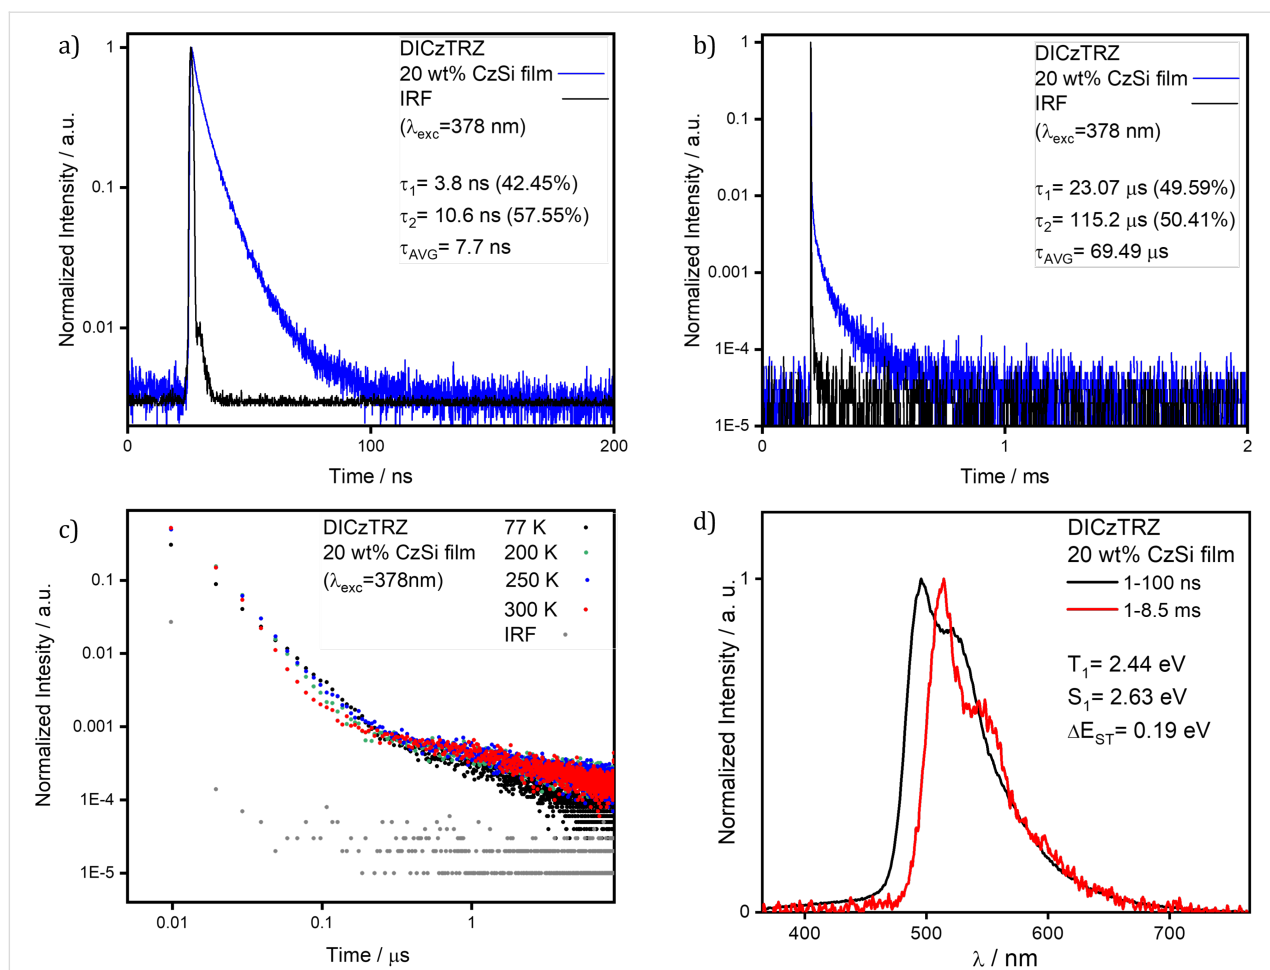 a)
DICzTRZ
20 wt% CzSi film
IRF
(λexc=378 nm)
τ1= 3.8 ns (42.45%)
τ2= 10.6 ns (57.55%)
τAVG= 7.7 ns
1
0.1
0.01
Normalized Intensity / a.u.
0
100
200
Time / ns
b)
DICzTRZ
20 wt% CzSi film
IRF
(λexc=378 nm)
τ1= 23.07 μs (49.59%)
τ2= 115.2 μs (50.41%)
τAVG= 69.49 μs
1
0.1
0.01
0.001
1E-4
1E-5
Normalized Intensity / a.u.
0
1
2
Time / ms
c)
DICzTRZ
20 wt% CzSi film
(λexc=378nm)
77 K
200 K
250 K
300 K
IRF
0.1
0.01
0.001
1E-4
1E-5
Normalized Intesity / a.u.
0.01
0.1
1
Time / μs
d)
DICzTRZ
20 wt% CzSi film
1-100 ns
1-8.5 ms
T1= 2.44 eV
S1= 2.63 eV
ΔEST= 0.19 eV
1
0
Normalized Intensity / a. u.
400
500
600
700
λ / nm